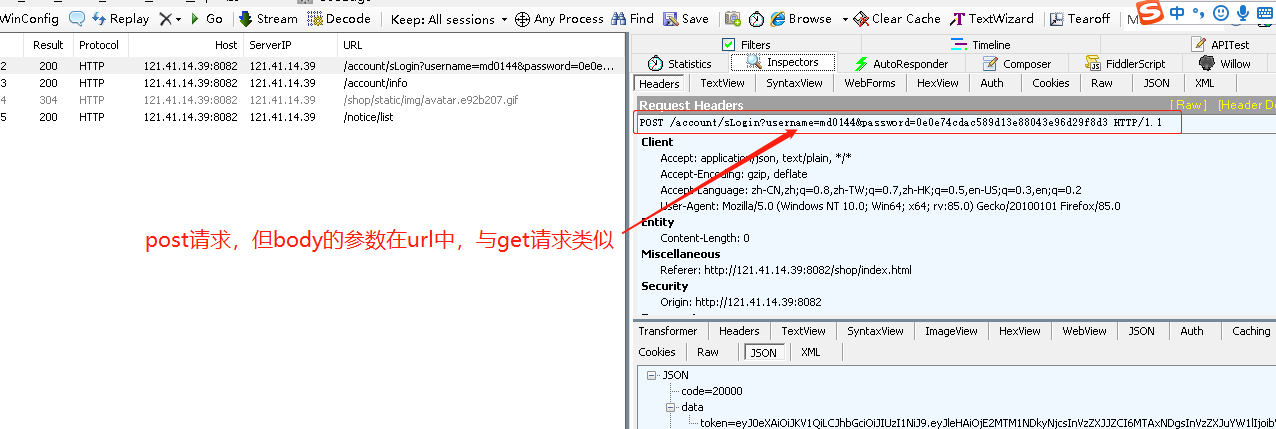 WinConfig Replay Go Stream Decode Keep: All Sessions Any Process Find Save Browse Clear Cache TextWizard Tearoff
中
Result Protocol Host ServerIP URL
2 200 HTTP 121.41.14.39:8082 121.41.14.39 /account/sLogin?username=md0144&password=0e0e...
3 200 HTTP 121.41.14.39:8082 121.41.14.39 /account/info
4 304 HTTP 121.41.14.39:8082 121.41.14.39 /shop/static/img/avatar.e92b207.gif
5 200 HTTP 121.41.14.39:8082 121.41.14.39 /notice/list
post请求，但body的参数在url中，与get请求类似
Filters Timeline APITest
Statistics Inspectors AutoResponder Composer FiddlerScript Willow
Headers TextView SyntaxView WebForms HexView Auth Cookies Raw JSON XML
Request Headers [ Raw ] [Header De
POST /account/sLogin?username=md0144&password=0e0e74cdac589d13e88043e96d29f8d3 HTTP/1.1
Client
Accept: application/json, text/plain, */*
Accept-Encoding: gzip, deflate
Accept-Language: zh-CN,zh;q=0.8,zh-TW;q=0.7,zh-HK;q=0.5,en-US;q=0.3,en;q=0.2
User-Agent: Mozilla/5.0 (Windows NT 10.0; Win64; x64; rv:85.0) Gecko/20100101 Firefox/85.0
Entity
Content-Length: 0
Miscellaneous
Referer: http://121.41.14.39:8082/shop/index.html
Security
Origin: http://121.41.14.39:8082
Transformer Headers TextView SyntaxView ImageView HexView WebView JSON Auth Caching
Cookies Raw JSON XML
JSON
code=20000
data
token=eyJ0eXAiOiJKV1QiLCJhbGciOiJIUzI1NiJ9.eyJleHAiOjE2MTM1NDkyNjcsInVzZXJJZCI6MTAxNDgsInVzZXJuYW1lIjoib